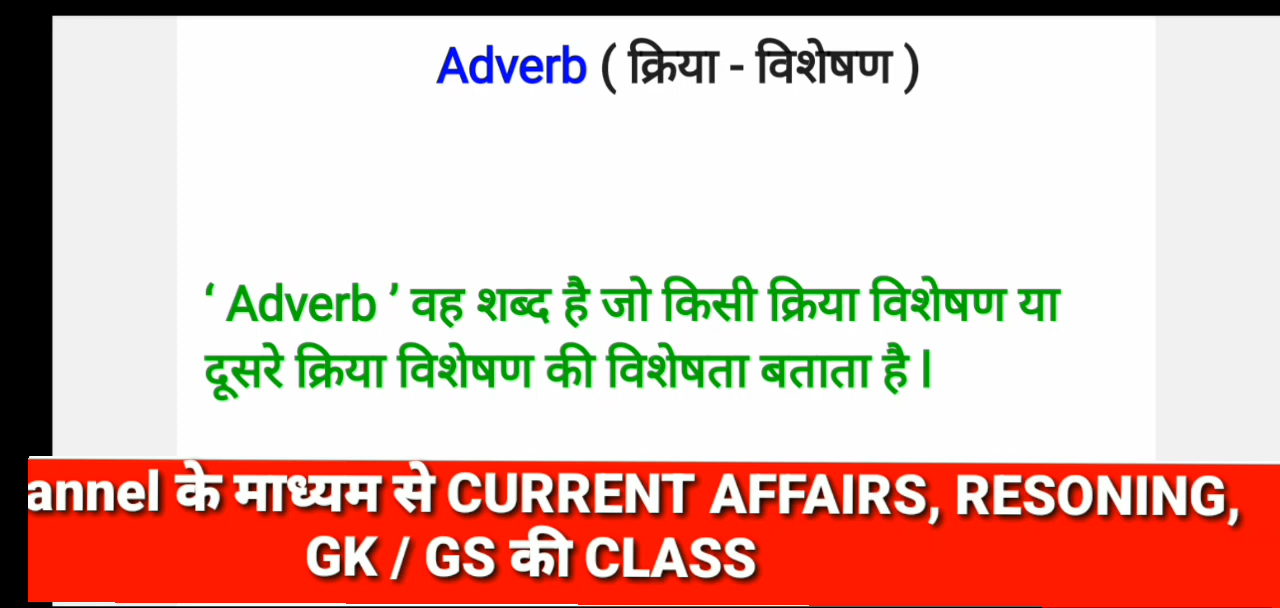 Adverb ( क्रिया - विशेषण )
‘ Adverb ’ वह शब्द है जो किसी क्रिया विशेषण या
दूसरे क्रिया विशेषण की विशेषता बताता है l
annel के माध्यम से CURRENT AFFAIRS, RESONING,
GK / GS की CLASS